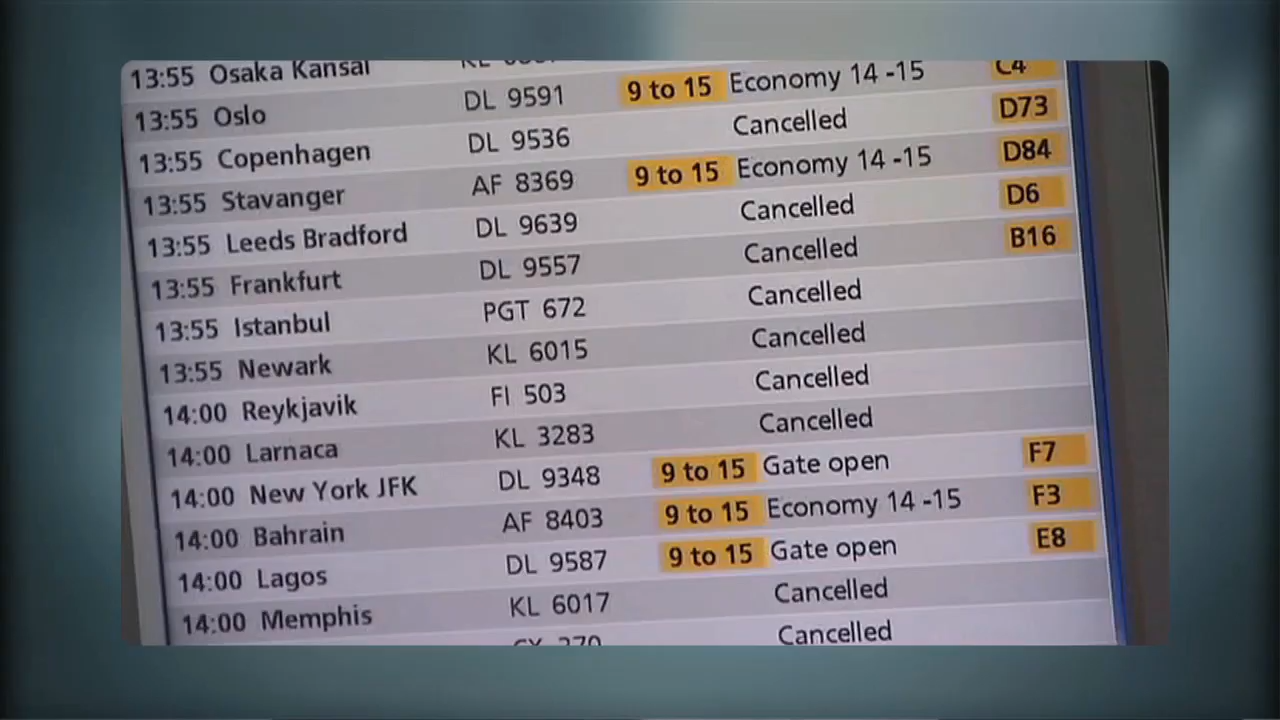 13:55 Osaka Kansai KL
13:55 Oslo DL 9591 9 to 15 Economy 14 -15 C4
13:55 Copenhagen DL 9536 Cancelled D73
13:55 Stavanger AF 8369 9 to 15 Economy 14 -15 D84
13:55 Leeds Bradford DL 9639 Cancelled D6
13:55 Frankfurt DL 9557 Cancelled B16
13:55 Istanbul PGT 672 Cancelled
13:55 Newark KL 6015 Cancelled
14:00 Reykjavik FI 503 Cancelled
14:00 Larnaca KL 3283 Cancelled
14:00 New York JFK DL 9348 9 to 15 Gate open F7
14:00 Bahrain AF 8403 9 to 15 Economy 14 -15 F3
14:00 Lagos DL 9587 9 to 15 Gate open E8
14:00 Memphis KL 6017 Cancelled
Cancelled